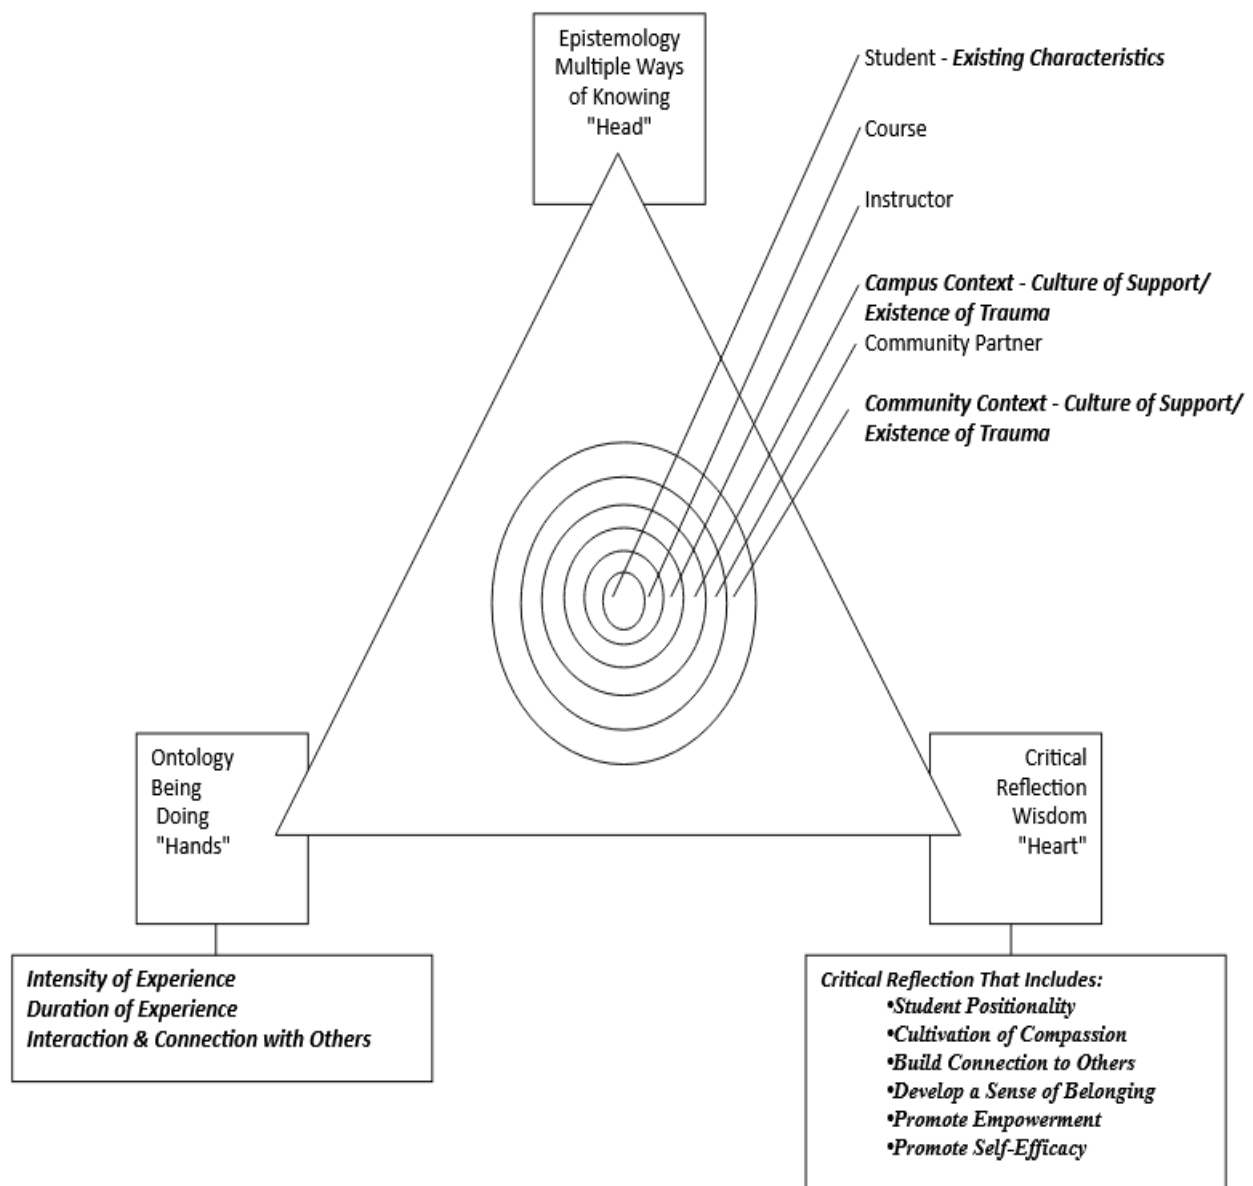 Epistemology
Multiple Ways
of Knowing
"Head"
Student - Existing Characteristics
Course
Instructor
Campus Context - Culture of Support/
Existence of Trauma
Community Partner
Community Context - Culture of Support/
Existence of Trauma
Ontology
Being
Doing
"Hands"
Critical
Reflection
Wisdom
"Heart"
Intensity of Experience
Duration of Experience
Interaction & Connection with Others
Critical Reflection That Includes:
•Student Positionality
•Cultivation of Compassion
•Build Connection to Others
•Develop a Sense of Belonging
•Promote Empowerment
•Promote Self-Efficacy